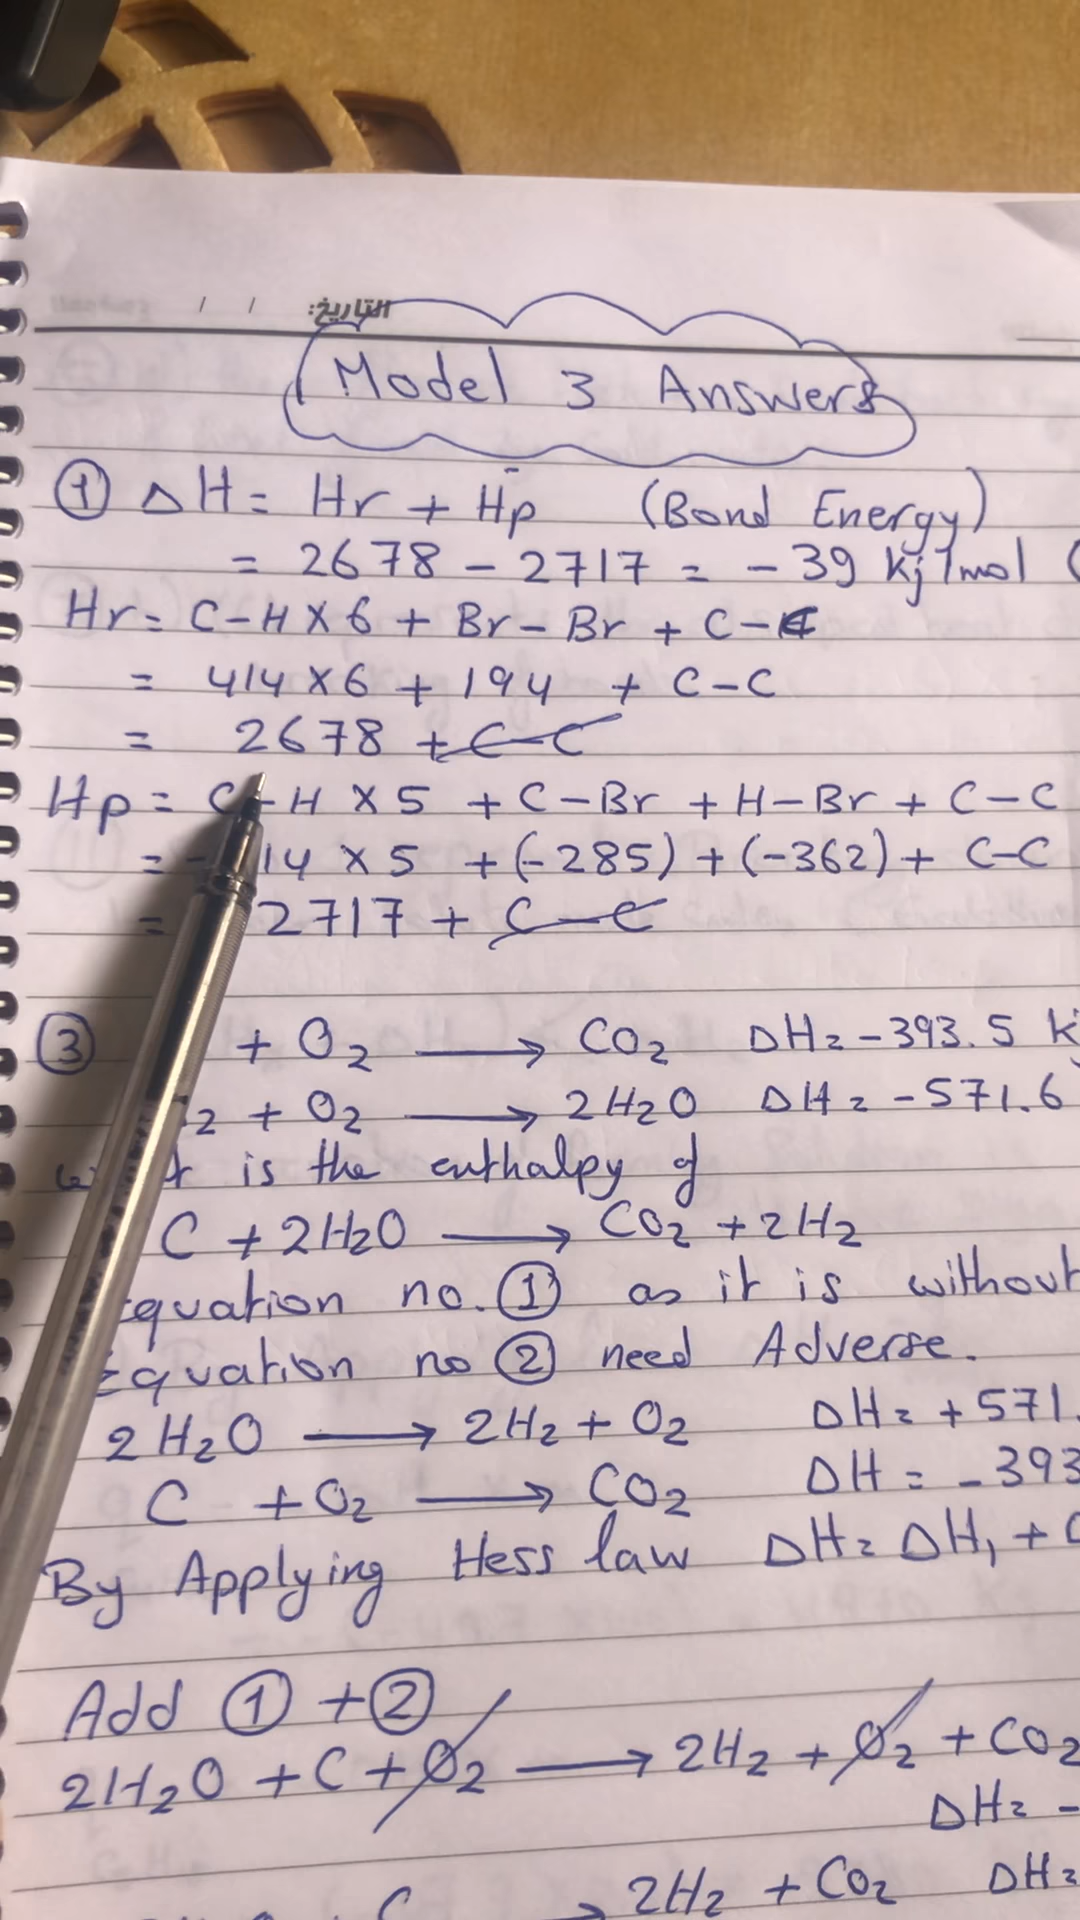 التاريخ: / /
Model 3 Answers
① ΔH = Hr + Hp (Bond Energy)
= 2678 - 2717 = - 39 kj/mol (
Hr = C-H X 6 + Br - Br + C-C
= 414 X 6 + 194 + C-C
= 2678 + C-C
Hp = C-H X 5 + C-Br + H-Br + C-C
= 14 X 5 + (-285) + (-362) + C-C
= 2717 + C-C
③ + O₂ → CO₂ ΔH = -393.5 k
₂ + O₂ → 2H₂O ΔH = -571.6
is the enthalpy of
C + 2H₂O → CO₂ + 2H₂
Equation no. ① as it is without
Equation no ② need Adverse.
2H₂O → 2H₂ + O₂ ΔH = +571.
C + O₂ → CO₂ ΔH = -393
By Applying Hess law ΔH = ΔH₁ +
Add ① + ②
2H₂O + C + O₂ → 2H₂ + O₂ + CO₂
ΔH = -
C → 2H₂ + CO₂ ΔH =